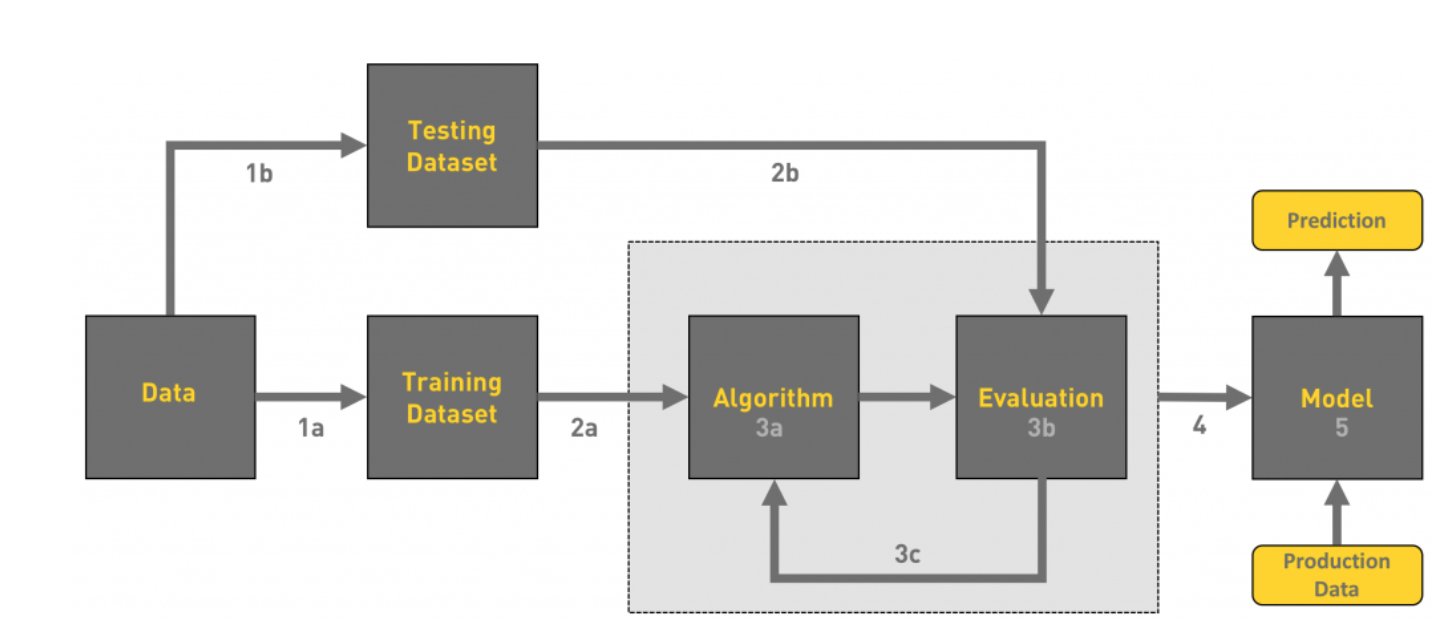 Testing
Dataset
1b
2b
Prediction
Data
1a
Training
Dataset
2a
Algorithm
3a
Evaluation
3b
4
Model
5
3c
Production
Data